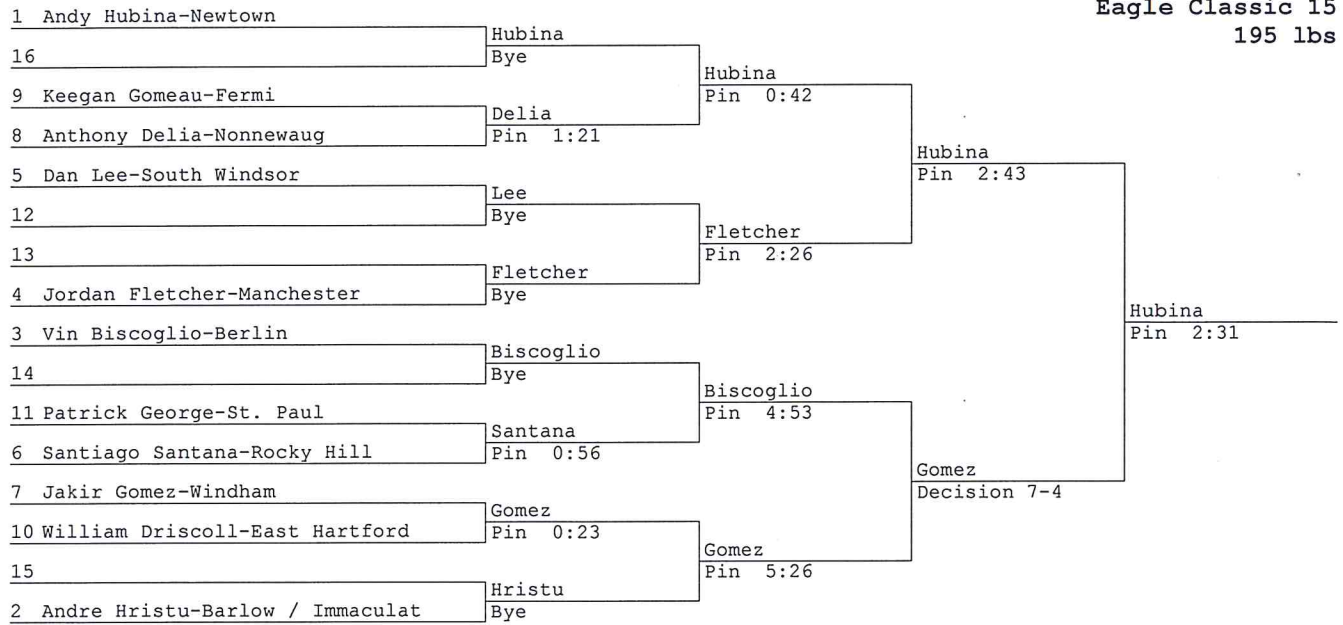 Eagle Classic 15
195 lbs
1 Andy Hubina-Newtown
Hubina
16
Bye
Hubina
9 Keegan Gomeau-Fermi
Pin 0:42
Delia
8 Anthony Delia-Nonnewaug
Pin 1:21
Hubina
5 Dan Lee-South Windsor
Pin 2:43
Lee
12
Bye
Fletcher
13
Pin 2:26
Fletcher
4 Jordan Fletcher-Manchester
Bye
Hubina
3 Vin Biscoglio-Berlin
Pin 2:31
Biscoglio
14
Bye
Biscoglio
11 Patrick George-St. Paul
Pin 4:53
Santana
6 Santiago Santana-Rocky Hill
Pin 0:56
Gomez
7 Jakir Gomez-Windham
Decision 7-4
Gomez
10 William Driscoll-East Hartford
Pin 0:23
Gomez
15
Pin 5:26
Hristu
2 Andre Hristu-Barlow / Immaculat
Bye